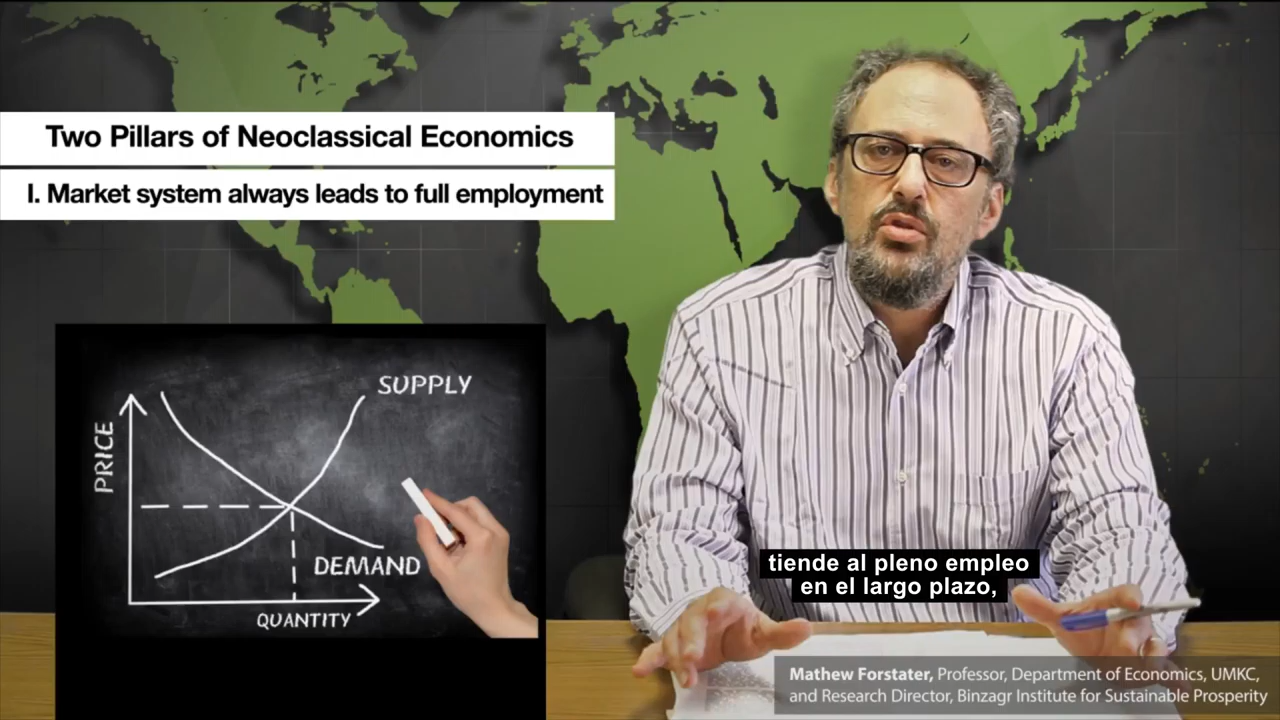 Two Pillars of Neoclassical Economics
I. Market system always leads to full employment
SUPPLY
PRICE
DEMAND
QUANTITY
tiende al pleno empleo
en el largo plazo,
Mathew Forstater, Professor, Department of Economics, UMKC,
and Research Director, Binzagr Institute for Sustainable Prosperity